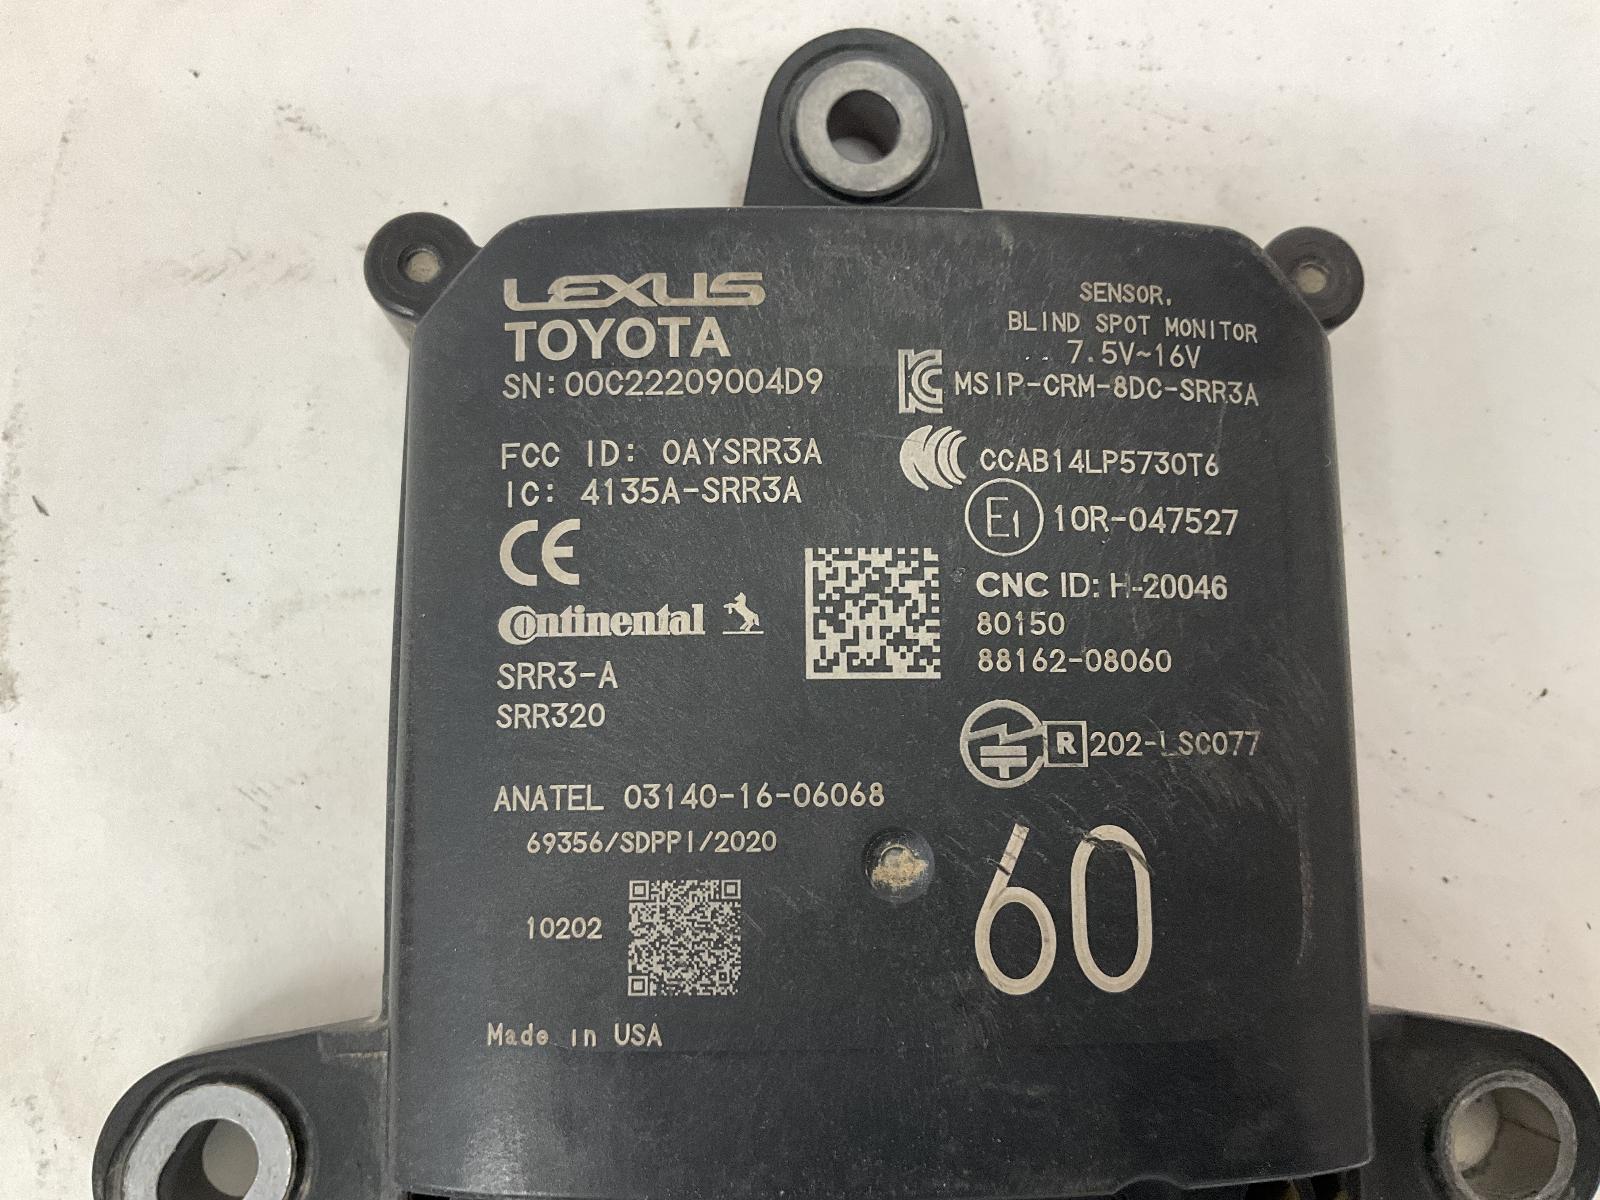 LEXUS
TOYOTA
SN: 00C22209004D9
SENSOR,
BLIND SPOT MONITOR
7.5V~16V
MSIP-CRM-8DC-SRR3A
FCC ID: OAYSRR3A
IC: 4135A-SRR3A
CE
CCAB14LP5730T6
E1 10R-047527
CNC ID: H-20046
80150
88162-08060
Continental
SRR3-A
SRR320
R 202-LSC077
ANATEL 03140-16-06068
69356/SDPPI/2020
10202
60
Made in USA